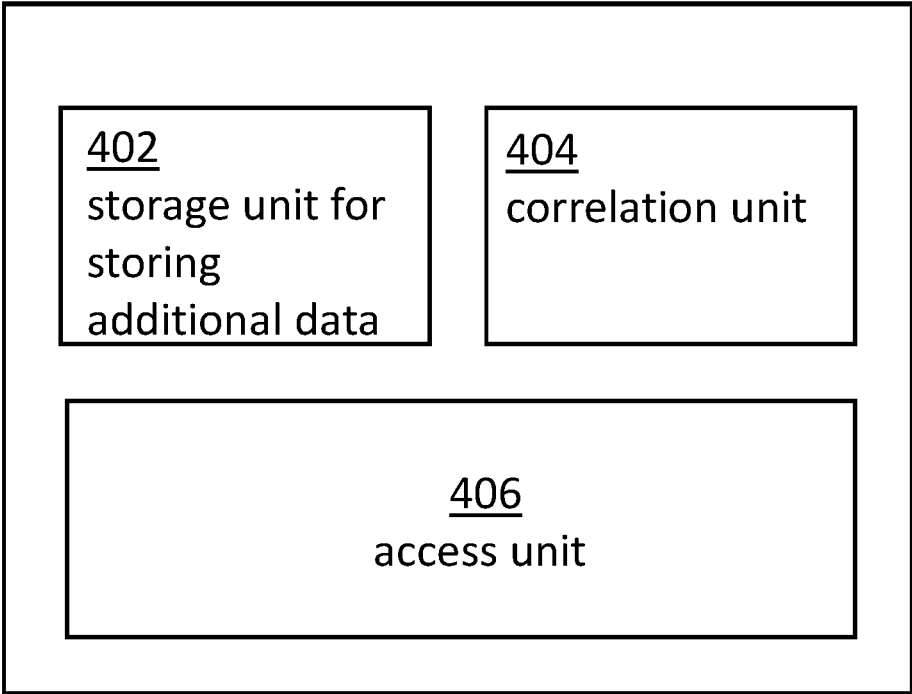 402
storage unit for
storing
additional data
404
correlation unit
406
access unit